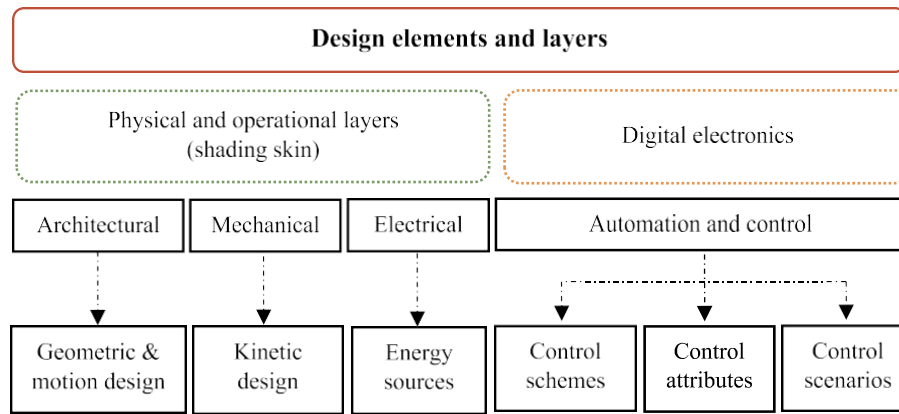 Design elements and layers
Physical and operational layers
(shading skin)
Digital electronics
Architectural
Mechanical
Electrical
Automation and control
Geometric &
motion design
Kinetic
design
Energy
sources
Control
schemes
Control
attributes
Control
scenarios